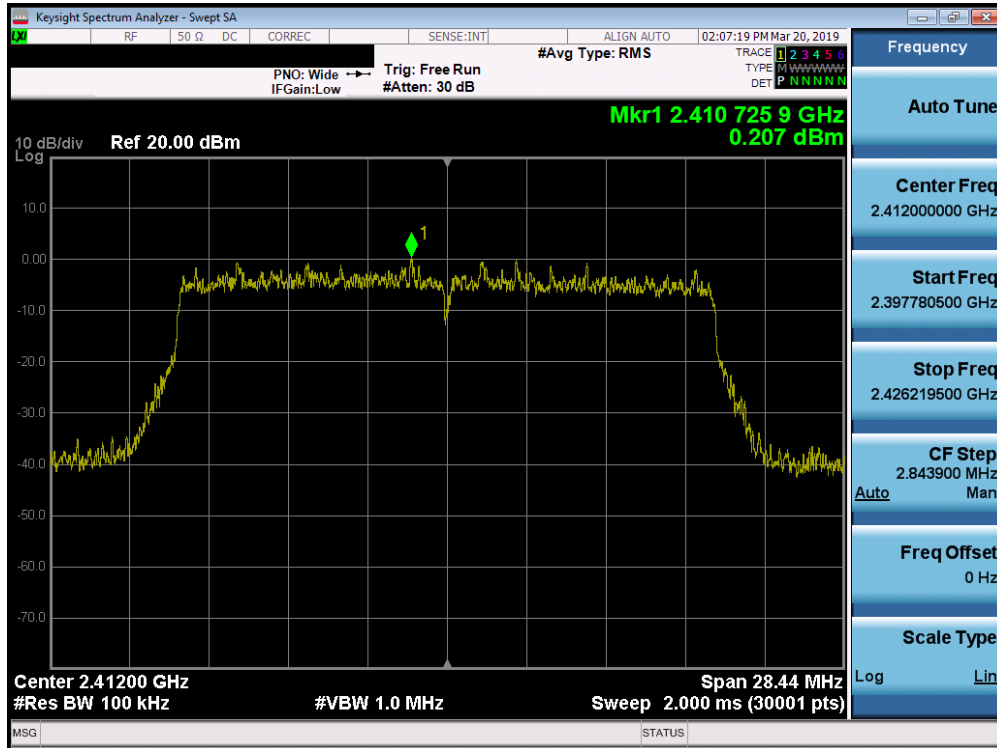 Keysight Spectrum Analyzer - Swept SA
LXI RF 50 Ω DC CORREC SENSE:INT ALIGN AUTO 02:07:19 PM Mar 20, 2019
PNO: Wide
IFGain:Low
Trig: Free Run
#Atten: 30 dB
#Avg Type: RMS
TRACE 1 2 3 4 5 6
TYPE M W W W W W
DET P N N N N N
Mkr1 2.410 725 9 GHz
0.207 dBm
10 dB/div
Log
Ref 20.00 dBm
1
10.0
0.00
-10.0
-20.0
-30.0
-40.0
-50.0
-60.0
-70.0
Center 2.41200 GHz
Span 28.44 MHz
#Res BW 100 kHz
#VBW 1.0 MHz
Sweep 2.000 ms (30001 pts)
MSG
STATUS
Frequency
Auto Tune
Center Freq
2.412000000 GHz
Start Freq
2.397780500 GHz
Stop Freq
2.426219500 GHz
CF Step
2.843900 MHz
Auto Man
Freq Offset
0 Hz
Scale Type
Log Lin